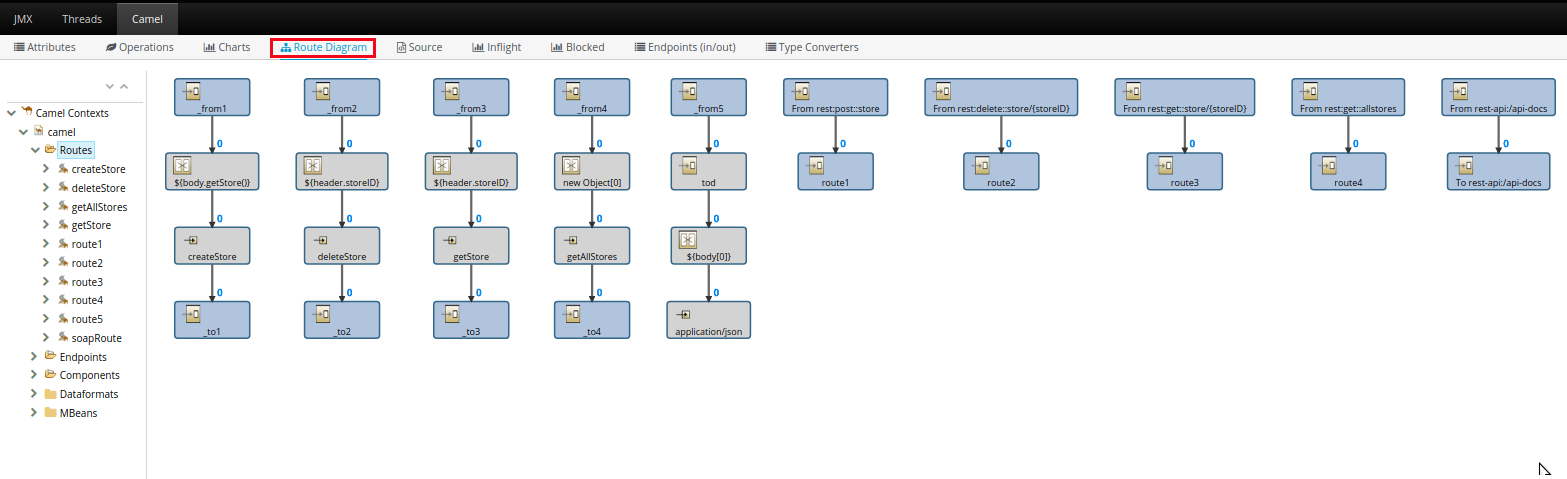 JMX Threads Camel
Attributes Operations Charts Route Diagram Source Inflight Blocked Endpoints (in/out) Type Converters
Camel Contexts
camel
Routes
createStore
deleteStore
getAllStores
getStore
route1
route2
route3
route4
route5
soapRoute
Endpoints
Components
Dataformats
MBeans
_from1 _from2 _from3 _from4 _from5 From rest:post::store From rest:delete::store/{storeID} From rest:get::store/{storeID} From rest:get::allstores From rest-api:/api-docs
0 0 0 0 0 0 0 0 0 0
${body.getStore()} ${header.storeID} ${header.storeID} new Object[0] tod route1 route2 route3 route4 To rest-api:/api-docs
0 0 0 0 0
createStore deleteStore getStore getAllStores ${body[0]}
0 0 0 0 0
_to1 _to2 _to3 _to4 application/json